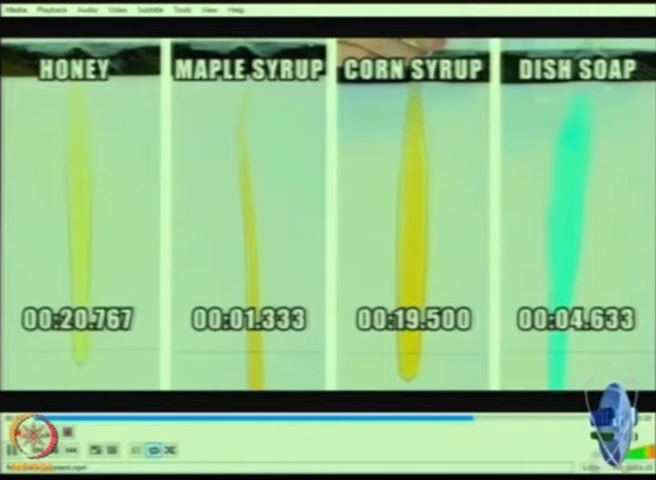 Media Playback Audio Video Subtitle Tools View Help
HONEY
MAPLE SYRUP
CORN SYRUP
DISH SOAP
00:20.767
00:01.333
00:19.500
00:04.633